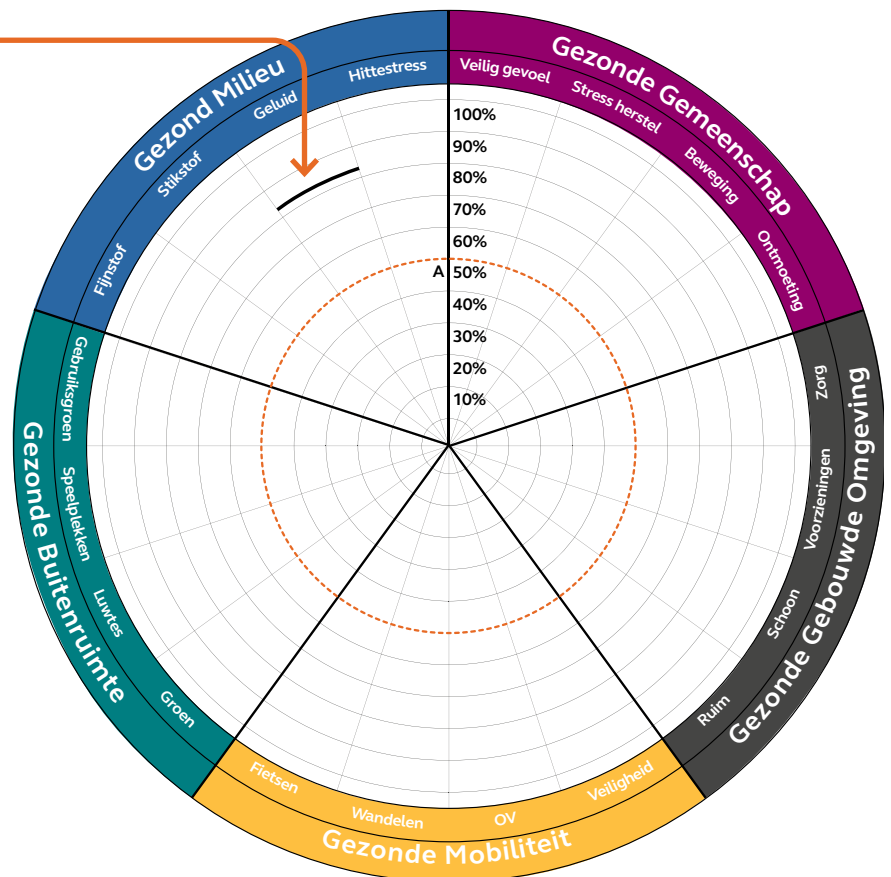 Gezond Milieu
Fijnstof
Stikstof
Geluid
Hittestress
Gezonde Gemeenschap
Veilig gevoel
Stress herstel
Beweging
Ontmoeting
Gezonde Gebouwde Omgeving
Zorg
Voorzieningen
Schoon
Ruim
Gezonde Mobiliteit
Fietsen
Wandelen
OV
Veiligheid
Gezonde Buitenruimte
Gebruiksgroen
Speelplekken
Luwtes
Groen
100%
90%
80%
70%
60%
A 50%
40%
30%
20%
10%